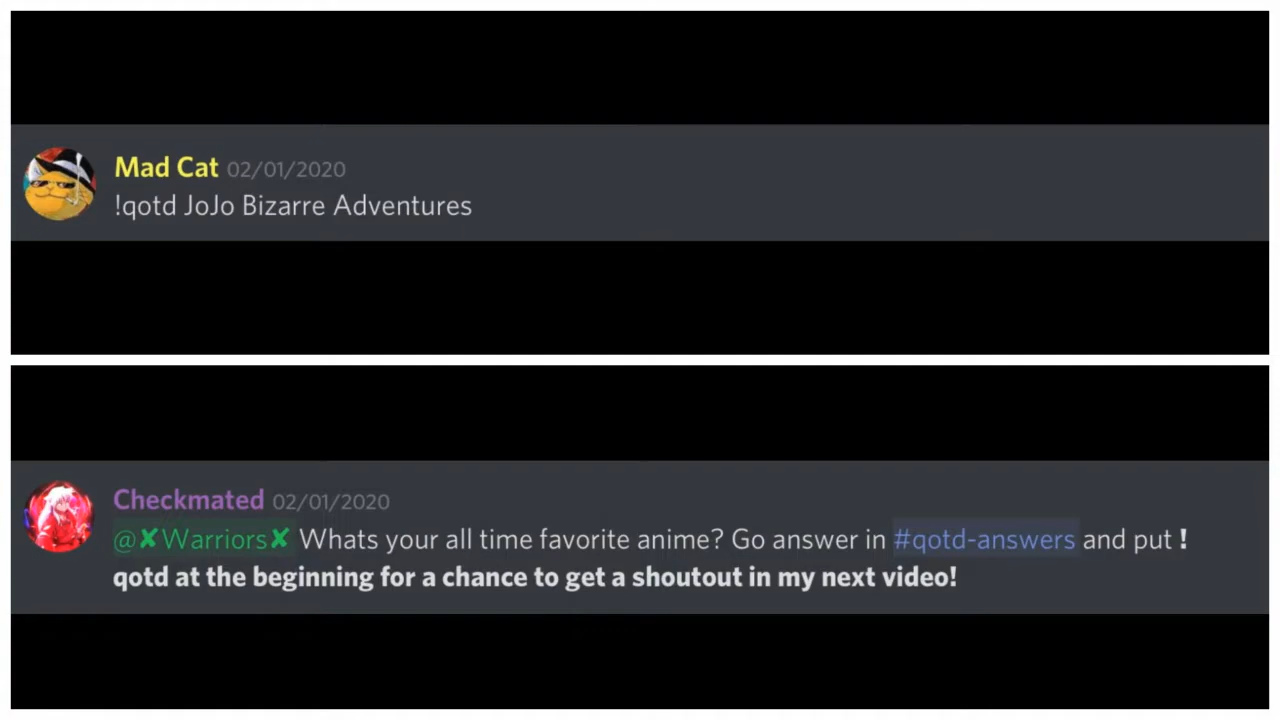 Mad Cat 02/01/2020
!qotd JoJo Bizarre Adventures
Checkmated 02/01/2020
@✘Warriors✘ Whats your all time favorite anime? Go answer in #qotd-answers and put !
qotd at the beginning for a chance to get a shoutout in my next video!